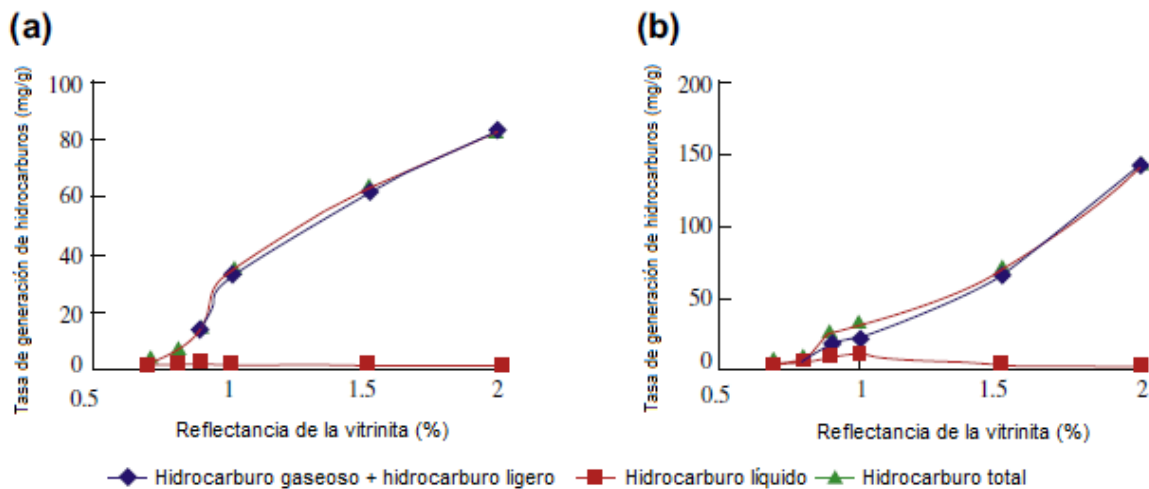 (a)
Tasa de generación de hidrocarburos (mg/g)
100
80
60
40
20
0
0.5
1
1.5
2
Reflectancia de la vitrinita (%)
(b)
Tasa de generación de hidrocarburos (mg/g)
200
150
100
50
0
0.5
1
1.5
2
Reflectancia de la vitrinita (%)
Hidrocarburo gaseoso + hidrocarburo ligero
Hidrocarburo líquido
Hidrocarburo total